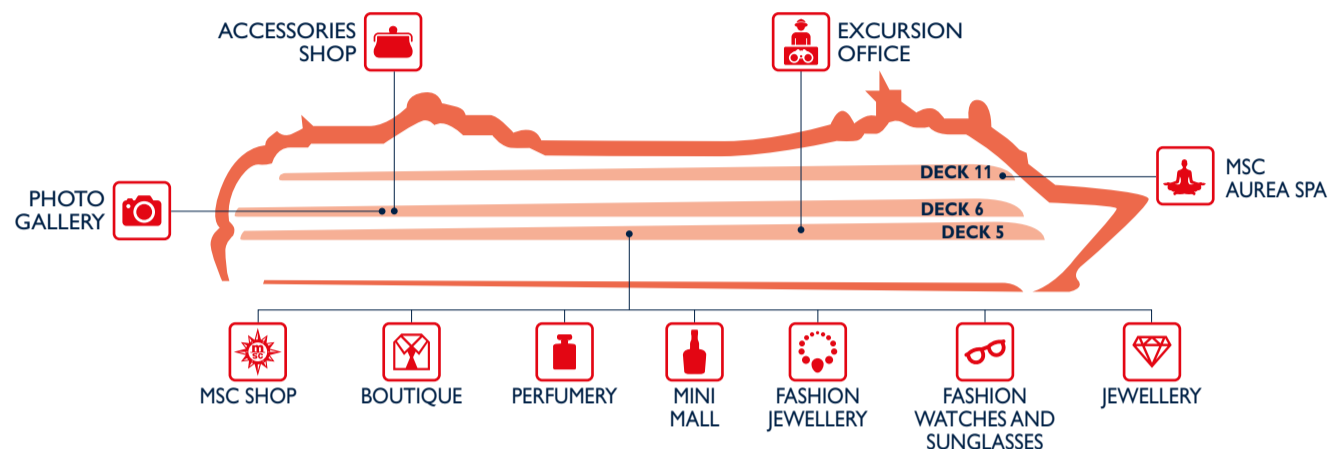 ACCESSORIES
SHOP
EXCURSION
OFFICE
DECK 11
MSC
AUREA SPA
PHOTO
GALLERY
DECK 6
DECK 5
msc
MSC SHOP
BOUTIQUE
PERFUMERY
MINI
MALL
FASHION
JEWELLERY
FASHION
WATCHES AND
SUNGLASSES
JEWELLERY